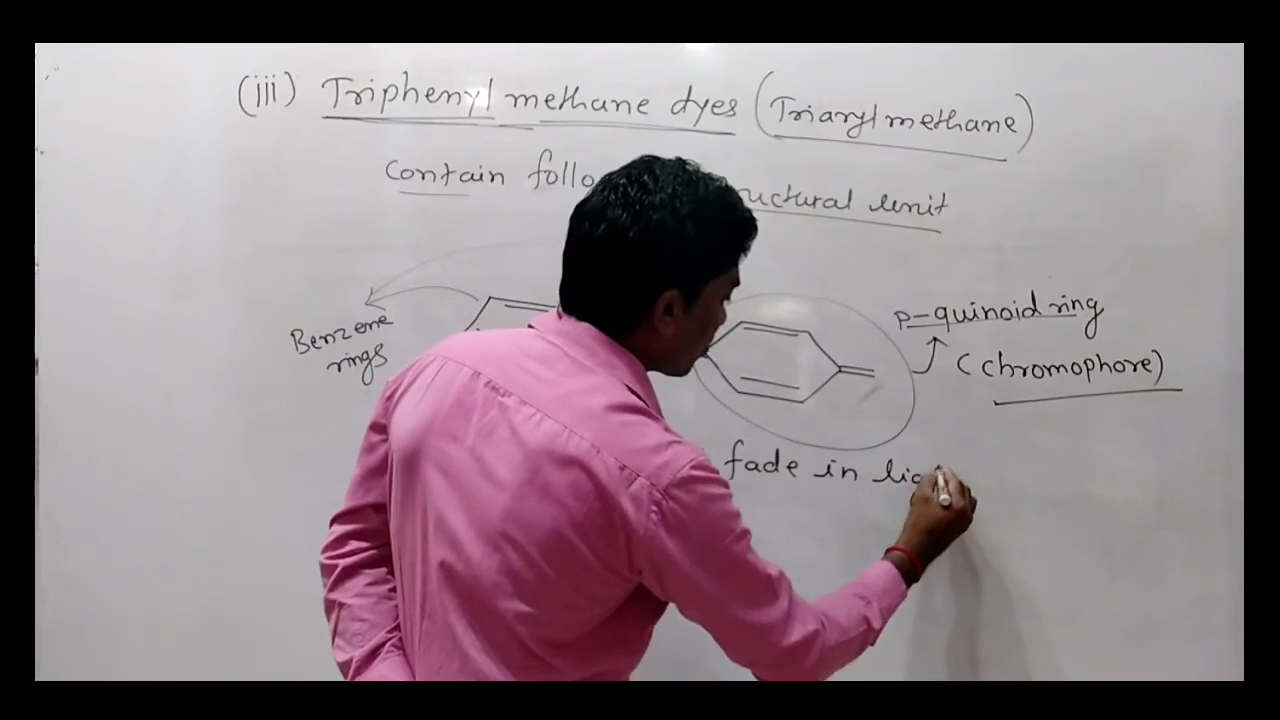 (iii) Triphenyl methane dyes (Triarylmethane)
Contain follo uctural unit
Benzene
rings
p-quinoid ring
(chromophore)
fade in lig